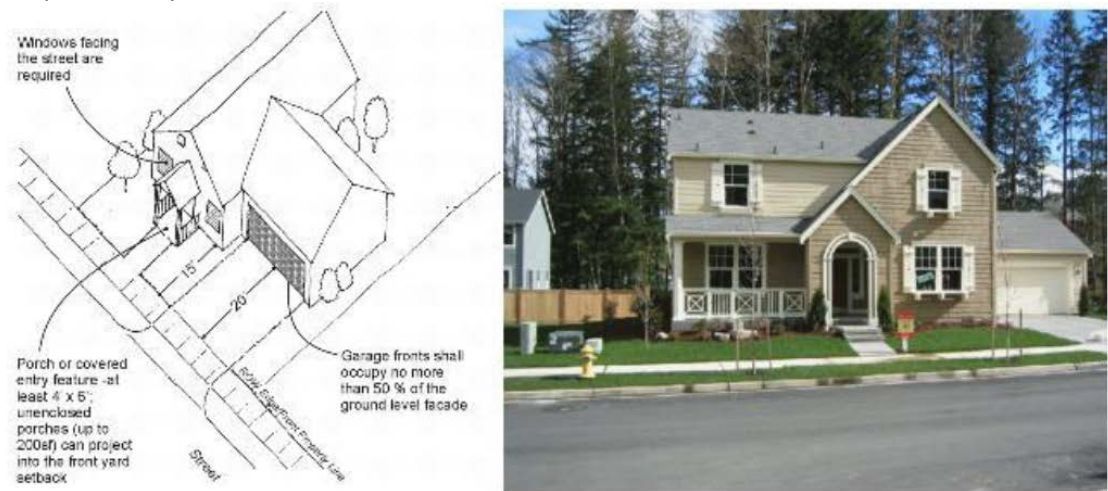 Windows facing
the street are
required
15'
20'
Porch or covered
entry feature -at
least 4' x 6';
unenclosed
porches (up to
200sf) can project
into the front yard
setback
Garage fronts shall
occupy no more
than 50 % of the
ground level facade
ROW Edge/Front Property Line
Street